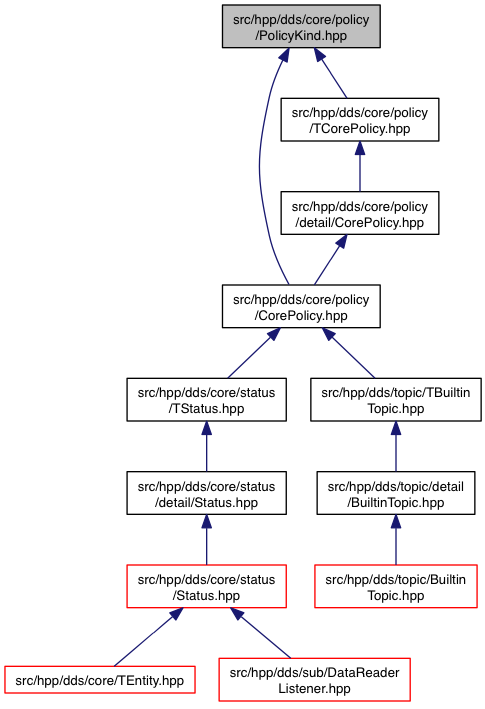 src/hpp/dds/core/policy
/PolicyKind.hpp
src/hpp/dds/core/policy
/TCorePolicy.hpp
src/hpp/dds/core/policy
/detail/CorePolicy.hpp
src/hpp/dds/core/policy
/CorePolicy.hpp
src/hpp/dds/core/status
/TStatus.hpp
src/hpp/dds/topic/TBuiltin
Topic.hpp
src/hpp/dds/core/status
/detail/Status.hpp
src/hpp/dds/topic/detail
/BuiltinTopic.hpp
src/hpp/dds/core/status
/Status.hpp
src/hpp/dds/topic/Builtin
Topic.hpp
src/hpp/dds/core/TEntity.hpp
src/hpp/dds/sub/DataReader
Listener.hpp